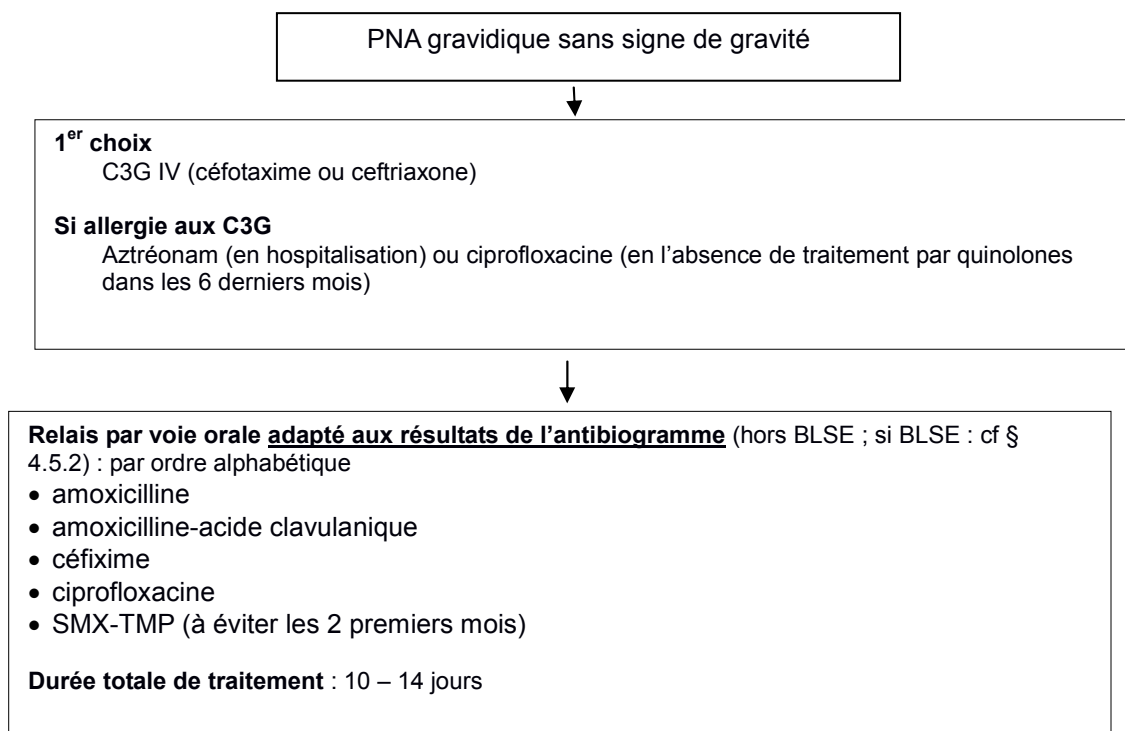 PNA gravidique sans signe de gravité
1er choix
C3G IV (céfotaxime ou ceftriaxone)
Si allergie aux C3G
Aztréonam (en hospitalisation) ou ciprofloxacine (en l’absence de traitement par quinolones
dans les 6 derniers mois)
Relais par voie orale adapté aux résultats de l’antibiogramme (hors BLSE ; si BLSE : cf §
4.5.2) : par ordre alphabétique
• amoxicilline
• amoxicilline-acide clavulanique
• céfixime
• ciprofloxacine
• SMX-TMP (à éviter les 2 premiers mois)
Durée totale de traitement : 10 – 14 jours